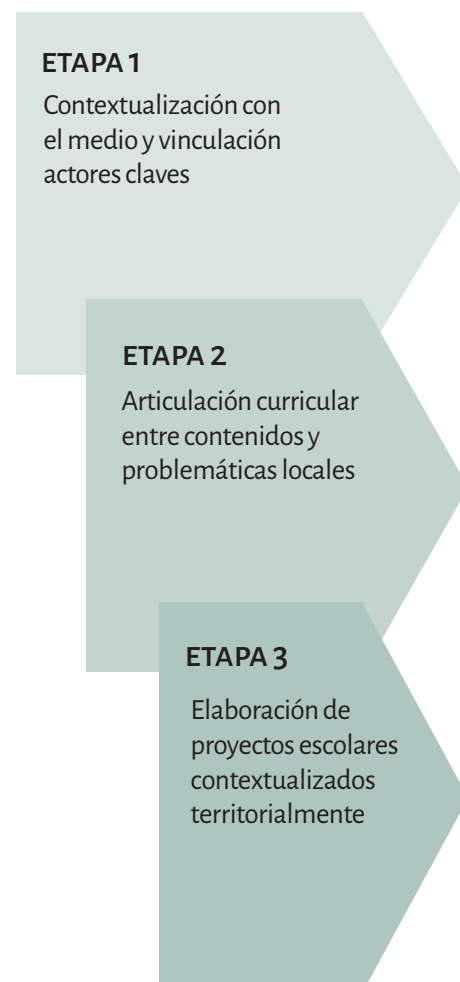 ETAPA 1
Contextualización con
el medio y vinculación
actores claves
ETAPA 2
Articulación curricular
entre contenidos y
problemáticas locales
ETAPA 3
Elaboración de
proyectos escolares
contextualizados
territorialmente